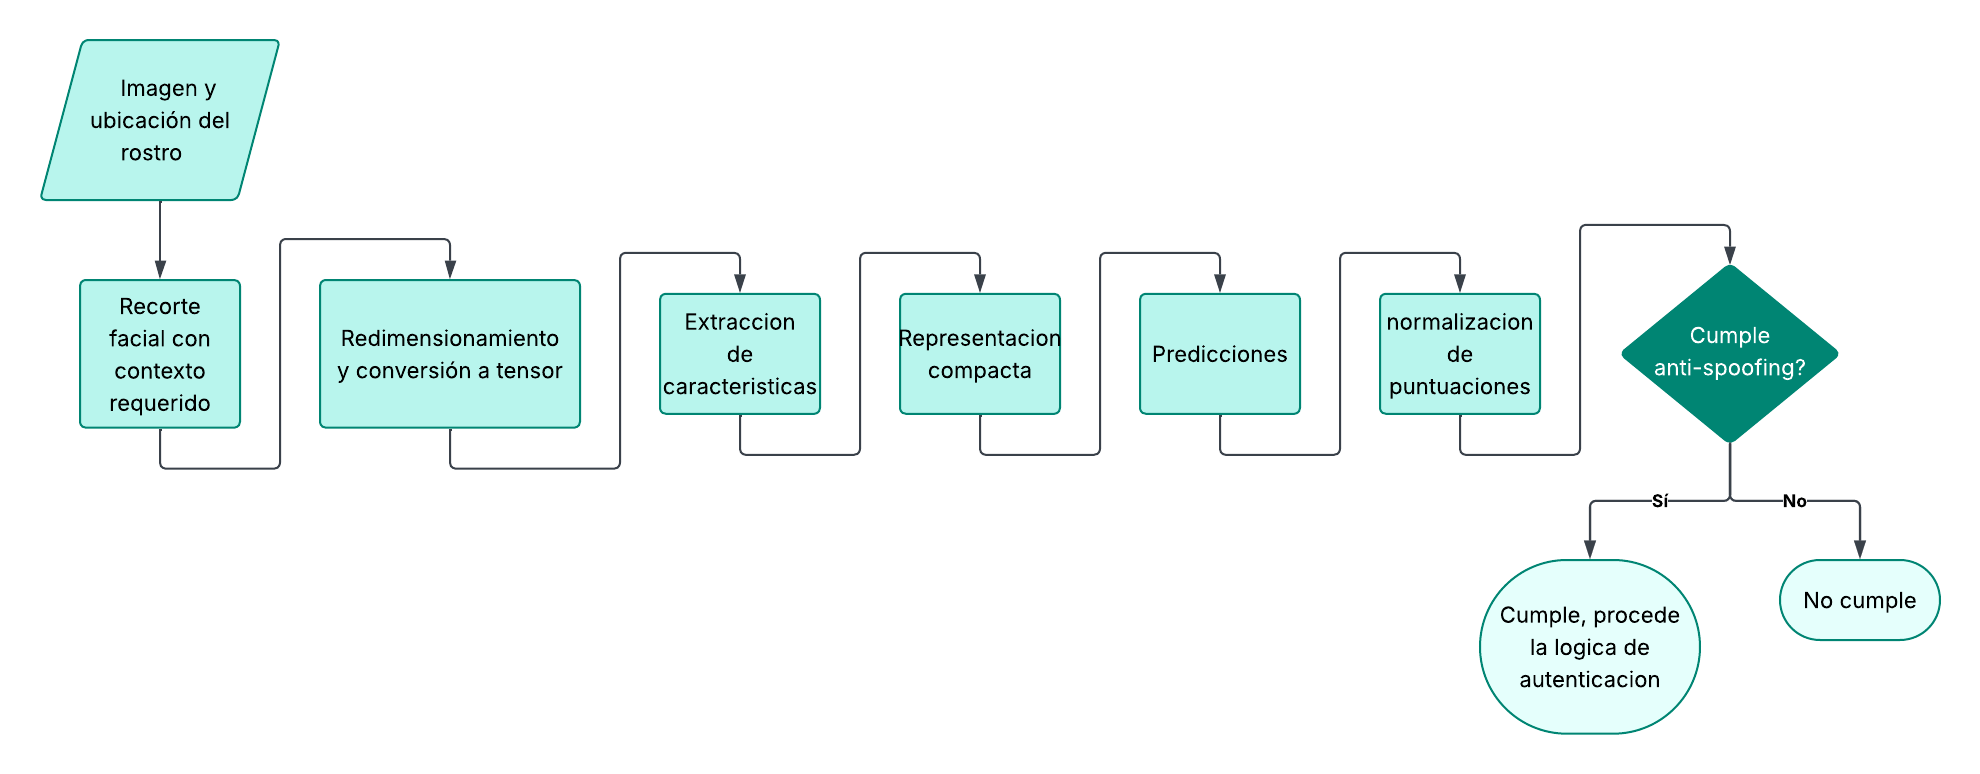 Imagen y
ubicación del
rostro
Recorte
facial con
contexto
requerido
Redimensionamiento
y conversión a tensor
Extraccion
de
caracteristicas
Representacion
compacta
Predicciones
normalizacion
de
puntuaciones
Cumple
anti-spoofing?
Sí
No
Cumple, procede
la logica de
autenticacion
No cumple